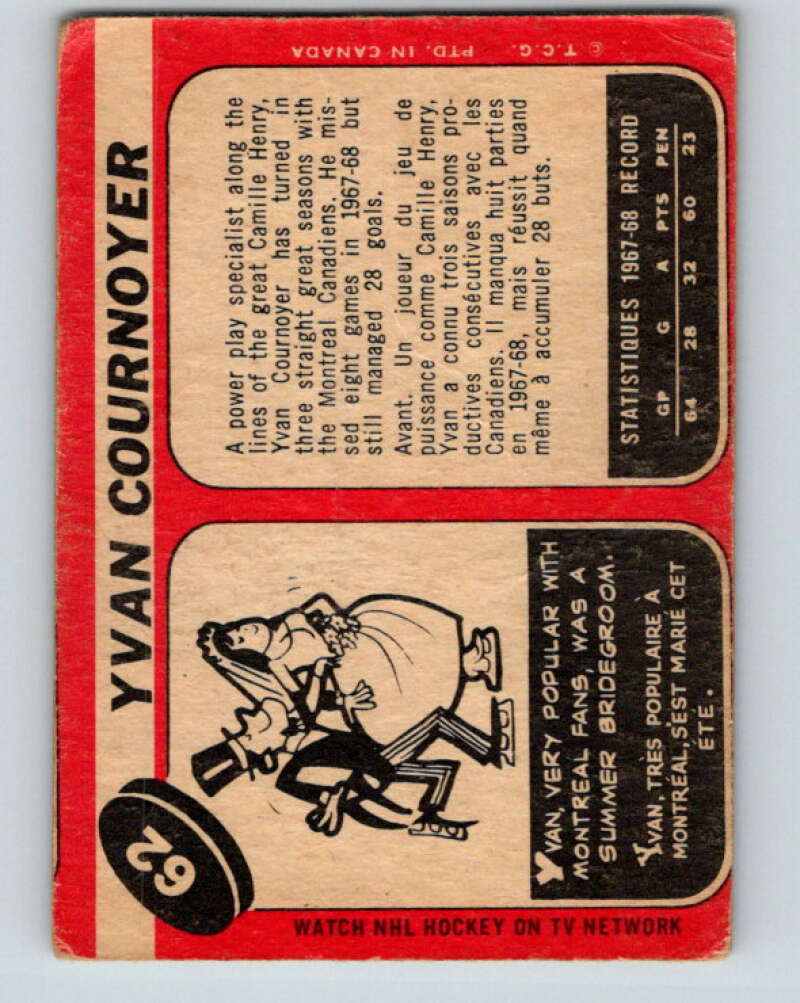 62
YVAN COURNOYER
YVAN, VERY POPULAR WITH
MONTREAL FANS, WAS A
SUMMER BRIDEGROOM.
YVAN, TRÈS POPULAIRE À
MONTRÉAL, S'EST MARIÉ CET
ÉTÉ.
A power play specialist along the
lines of the great Camille Henry,
Yvan Cournoyer has turned in
three straight great seasons with
the Montreal Canadiens. He mis-
sed eight games in 1967-68 but
still managed 28 goals.
Avant. Un joueur du jeu de
puissance comme Camille Henry,
Yvan a connu trois saisons pro-
ductives consécutives avec les
Canadiens. Il manqua huit parties
en 1967-68, mais réussit quand
même à accumuler 28 buts.
STATISTIQUES 1967-68 RECORD
GP G A PTS PEN
64 28 32 60 23
WATCH NHL HOCKEY ON TV NETWORK
© T.C.G. PTD. IN CANADA